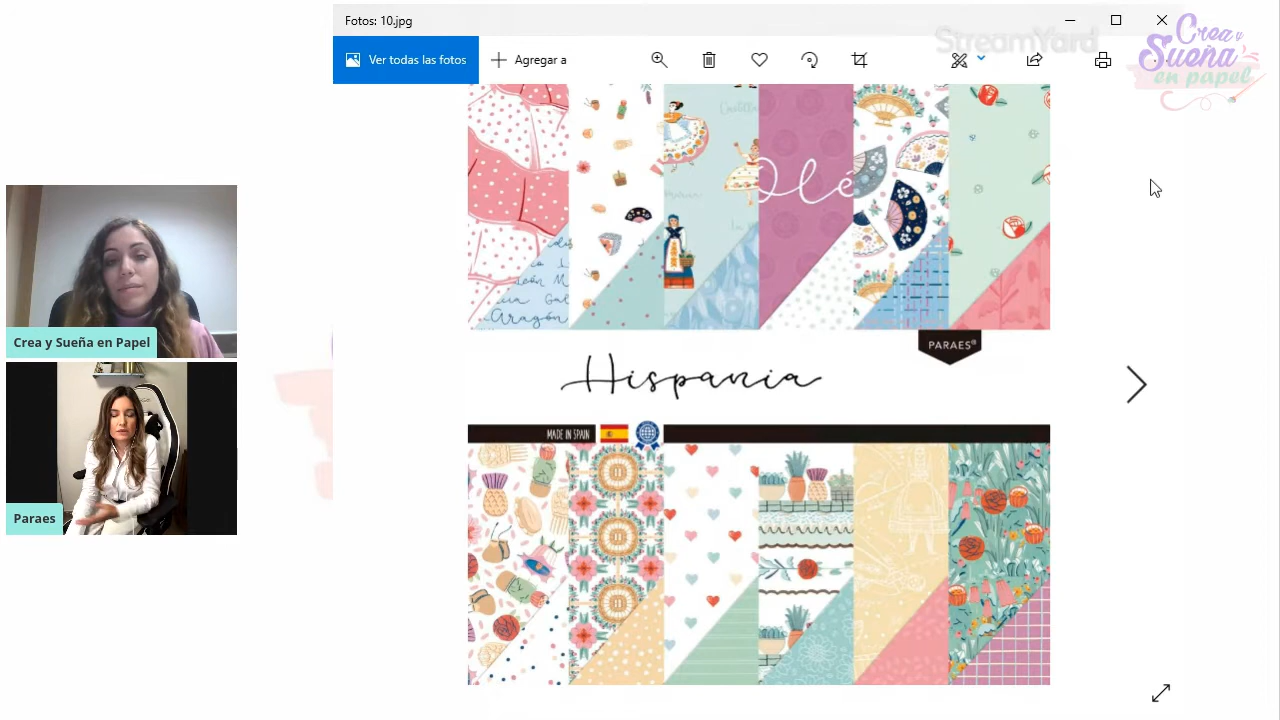 Fotos: 10.jpg
StreamYard
Crea y
Sueña
en papel
Ver todas las fotos
Agregar a
Olé
León
Aragón
PARAES®
Hispania
MADE IN SPAIN
Crea y Sueña en Papel
Paraes